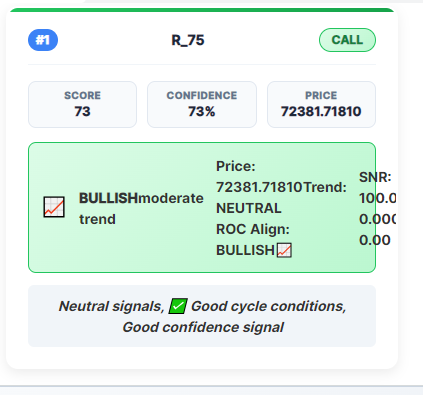 #1 R_75 CALL
SCORE CONFIDENCE PRICE
73 73% 72381.71810
📈 BULLISHmoderate
trend
Price:
72381.71810Trend:
NEUTRAL
ROC Align:
BULLISH📈
SNR:
100.0
0.000
0.00
Neutral signals, ✅ Good cycle conditions,
Good confidence signal